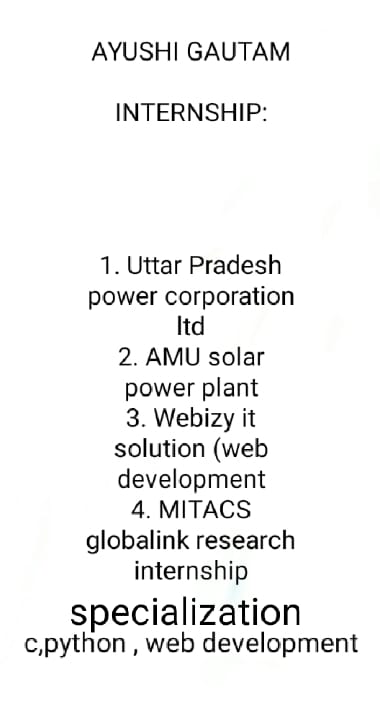 AYUSHI GAUTAM
INTERNSHIP:
1. Uttar Pradesh
power corporation
ltd
2. AMU solar
power plant
3. Webizy it
solution (web
development
4. MITACS
globalink research
internship
specialization
c,python , web development